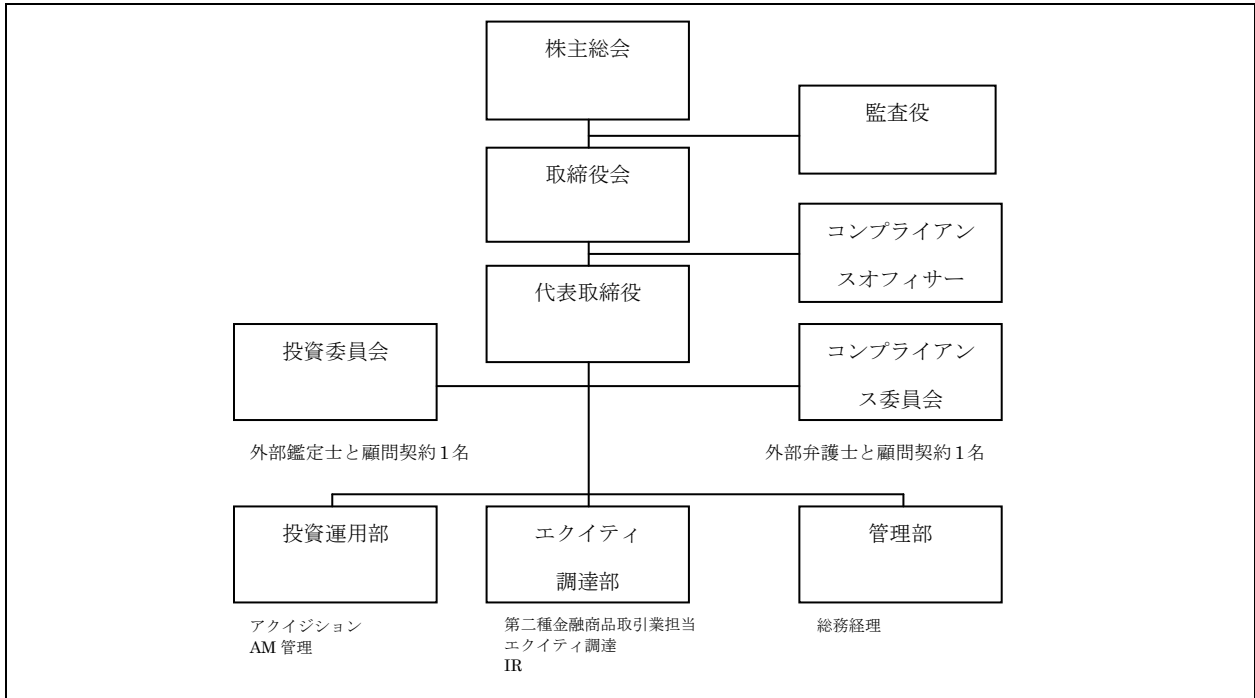 株主総会
監査役
取締役会
コンプライアン
スオフィサー
代表取締役
投資委員会
コンプライアン
ス委員会
外部鑑定士と顧問契約1名
外部弁護士と顧問契約1名
投資運用部
エクイティ
調達部
管理部
アクイジション
AM 管理
第二種金融商品取引業担当
エクイティ調達
IR
総務経理